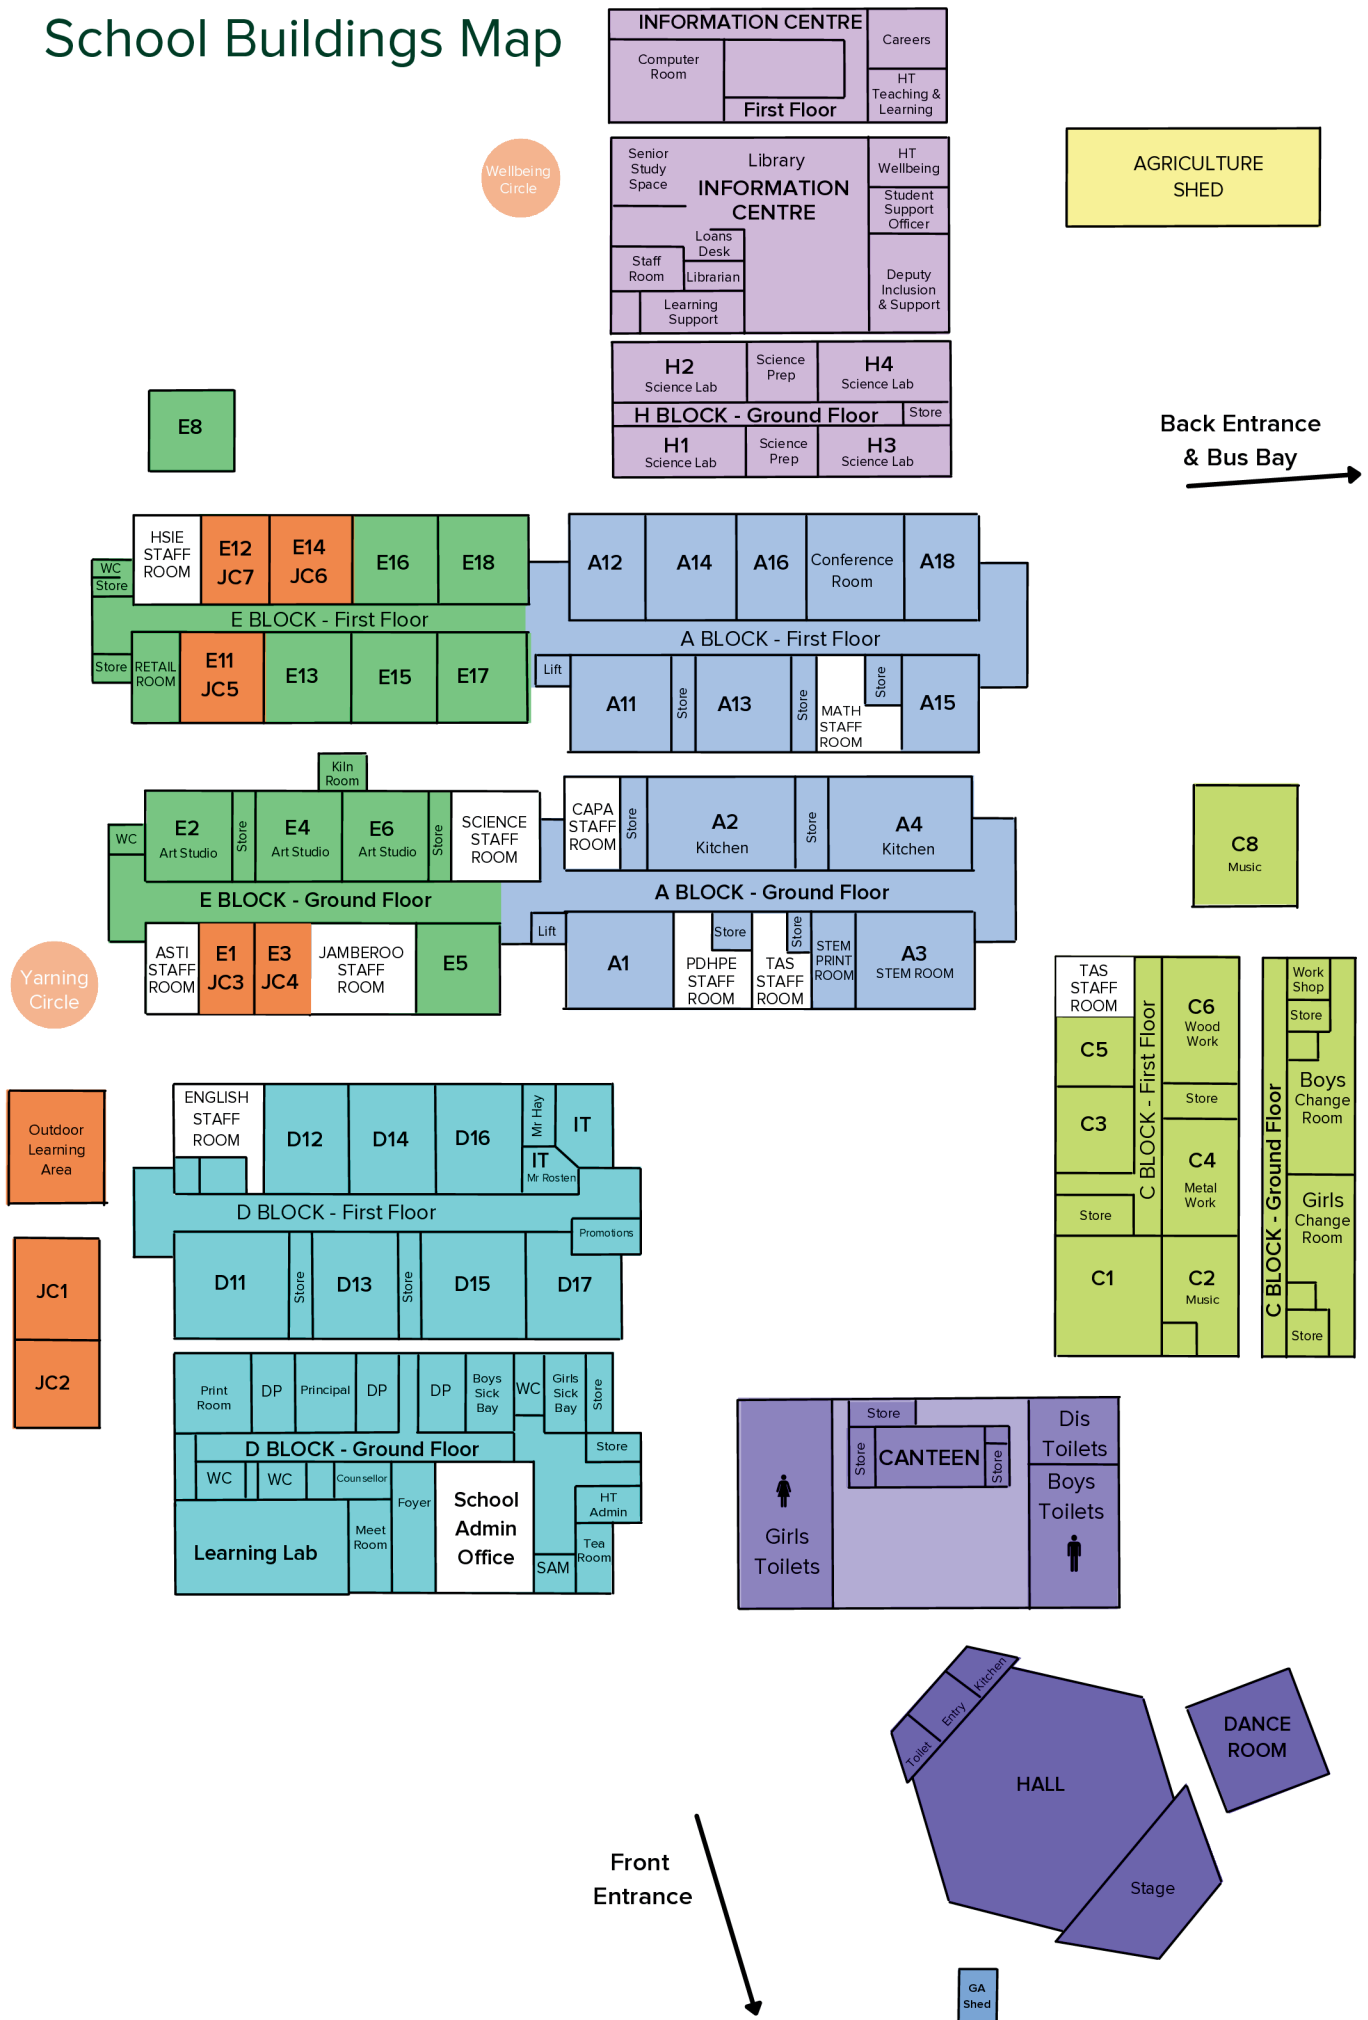 School Buildings Map
INFORMATION CENTRE
Computer
Room
First Floor
Careers
HT
Teaching &
Learning
Wellbeing
Circle
Senior
Study
Space
Library
INFORMATION
CENTRE
HT
Wellbeing
Student
Support
Officer
Loans
Desk
Staff
Room
Librarian
Learning
Support
Deputy
Inclusion
& Support
AGRICULTURE
SHED
H2
Science Lab
Science
Prep
H4
Science Lab
H BLOCK - Ground Floor
Store
H1
Science Lab
Science
Prep
H3
Science Lab
Back Entrance
& Bus Bay
E8
HSIE
STAFF
ROOM
E12
JC7
E14
JC6
E16
E18
WC
Store
E BLOCK - First Floor
Store
RETAIL
ROOM
E11
JC5
E13
E15
E17
A12
A14
A16
Conference
Room
A18
A BLOCK - First Floor
Lift
A11
Store
A13
Store
MATH
STAFF
ROOM
Store
A15
Kiln
Room
WC
E2
Art Studio
Store
E4
Art Studio
E6
Art Studio
Store
SCIENCE
STAFF
ROOM
E BLOCK - Ground Floor
ASTI
STAFF
ROOM
E1
JC3
E3
JC4
JAMBEROO
STAFF
ROOM
E5
CAPA
STAFF
ROOM
Store
A2
Kitchen
Store
A4
Kitchen
A BLOCK - Ground Floor
Lift
A1
Store
PDHPE
STAFF
ROOM
Store
TAS
STAFF
ROOM
STEM
PRINT
ROOM
A3
STEM ROOM
C8
Music
Yarning
Circle
TAS
STAFF
ROOM
C5
C3
Store
C1
C BLOCK - First Floor
C6
Wood
Work
Store
C4
Metal
Work
C2
Music
C BLOCK - Ground Floor
Work
Shop
Store
Boys
Change
Room
Girls
Change
Room
Store
Outdoor
Learning
Area
JC1
JC2
ENGLISH
STAFF
ROOM
D12
D14
D16
Mr Hay
IT
IT
Mr Rosten
D BLOCK - First Floor
Promotions
D11
Store
D13
Store
D15
D17
Print
Room
DP
Principal
DP
DP
Boys
Sick
Bay
WC
Girls
Sick
Bay
Store
D BLOCK - Ground Floor
Store
WC
WC
Counsellor
Foyer
School
Admin
Office
HT
Admin
Learning Lab
Meet
Room
SAM
Tea
Room
Store
Store
CANTEEN
Store
Girls
Toilets
Dis
Toilets
Boys
Toilets
Kitchen
Entry
Toilet
HALL
Stage
DANCE
ROOM
Front
Entrance
GA
Shed